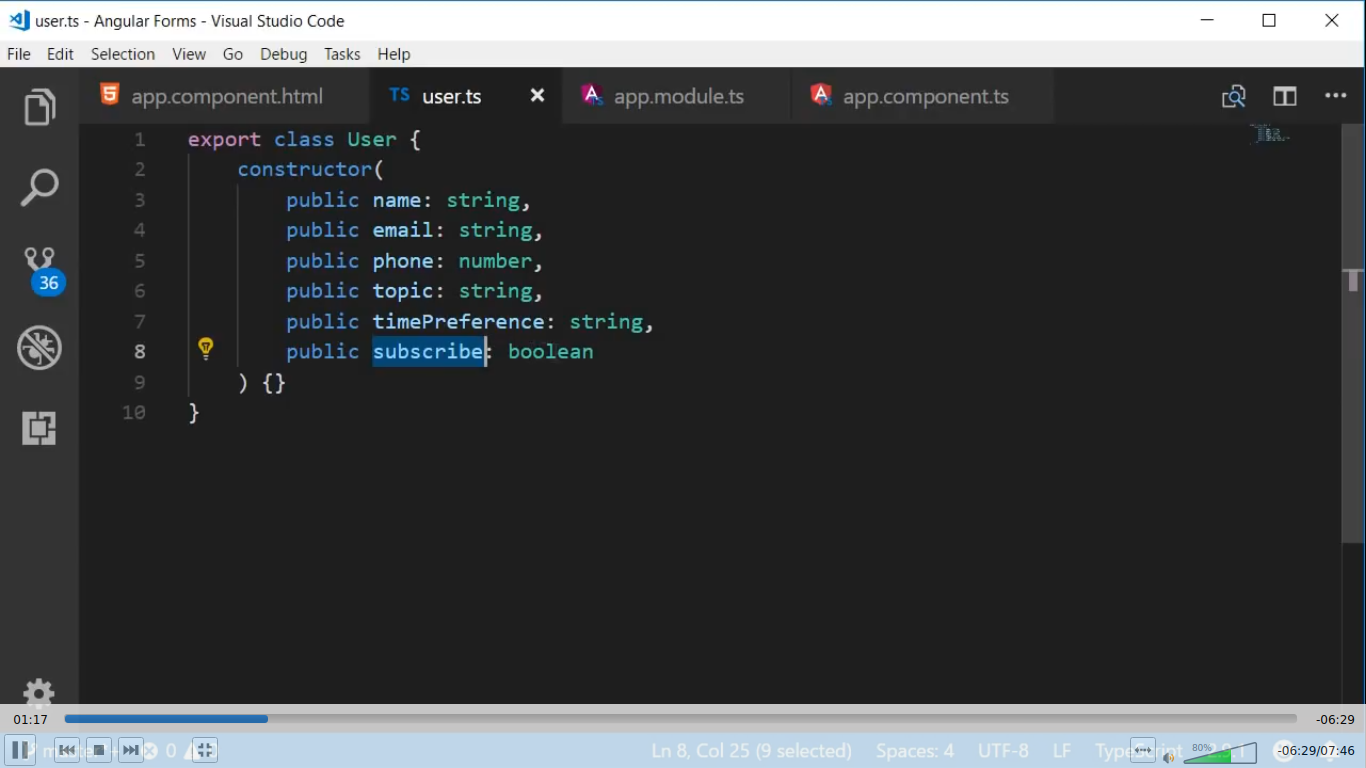 user.ts - Angular Forms - Visual Studio Code
File Edit Selection View Go Debug Tasks Help
app.component.html TS user.ts app.module.ts app.component.ts
1 export class User {
2 constructor(
3 public name: string,
4 public email: string,
5 public phone: number,
6 public topic: string,
7 public timePreference: string,
8 public subscribe: boolean
9 ) {}
10 }
36
01:17 -06:29
0 Ln 8, Col 25 (9 selected) Spaces: 4 UTF-8 LF 80% -06:29/07:46